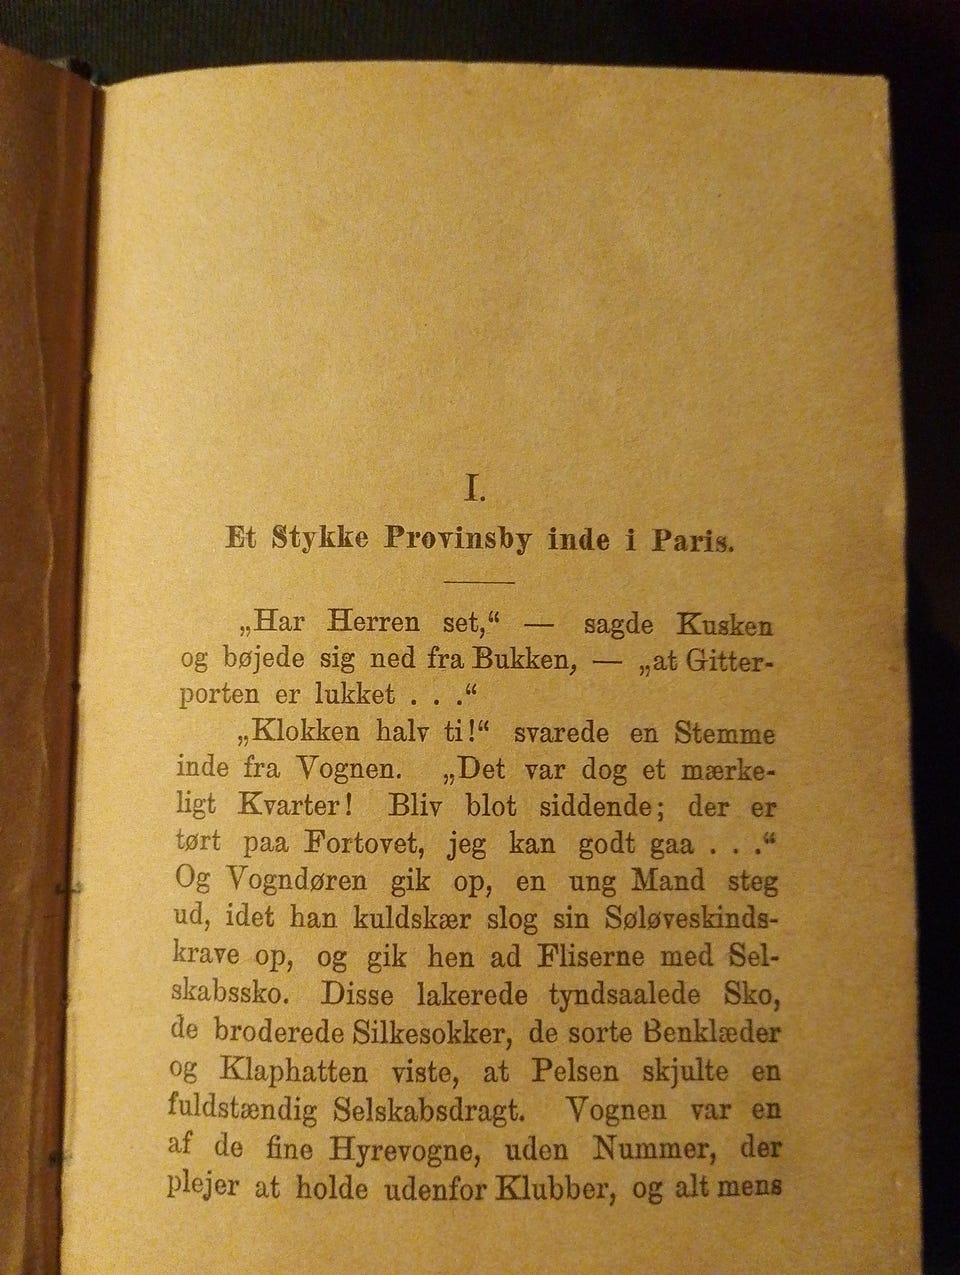 I.
Et Stykke Provinsby inde i Paris.
„Har Herren set,“ — sagde Kusken
og bøjede sig ned fra Bukken, — „at Gitter-
porten er lukket . . .“
„Klokken halv ti!“ svarede en Stemme
inde fra Vognen. „Det var dog et mærke-
ligt Kvarter! Bliv blot siddende; der er
tørt paa Fortovet, jeg kan godt gaa . . .“
Og Vogndøren gik op, en ung Mand steg
ud, idet han kuldskær slog sin Søløveskinds-
krave op, og gik hen ad Fliserne med Sel-
skabssko. Disse lakerede tyndsaalede Sko,
de broderede Silkesokker, de sorte Benklæder
og Klaphatten viste, at Pelsen skjulte en
fuldstændig Selskabsdragt. Vognen var en
af de fine Hyrevogne, uden Nummer, der
plejer at holde udenfor Klubber, og alt mens